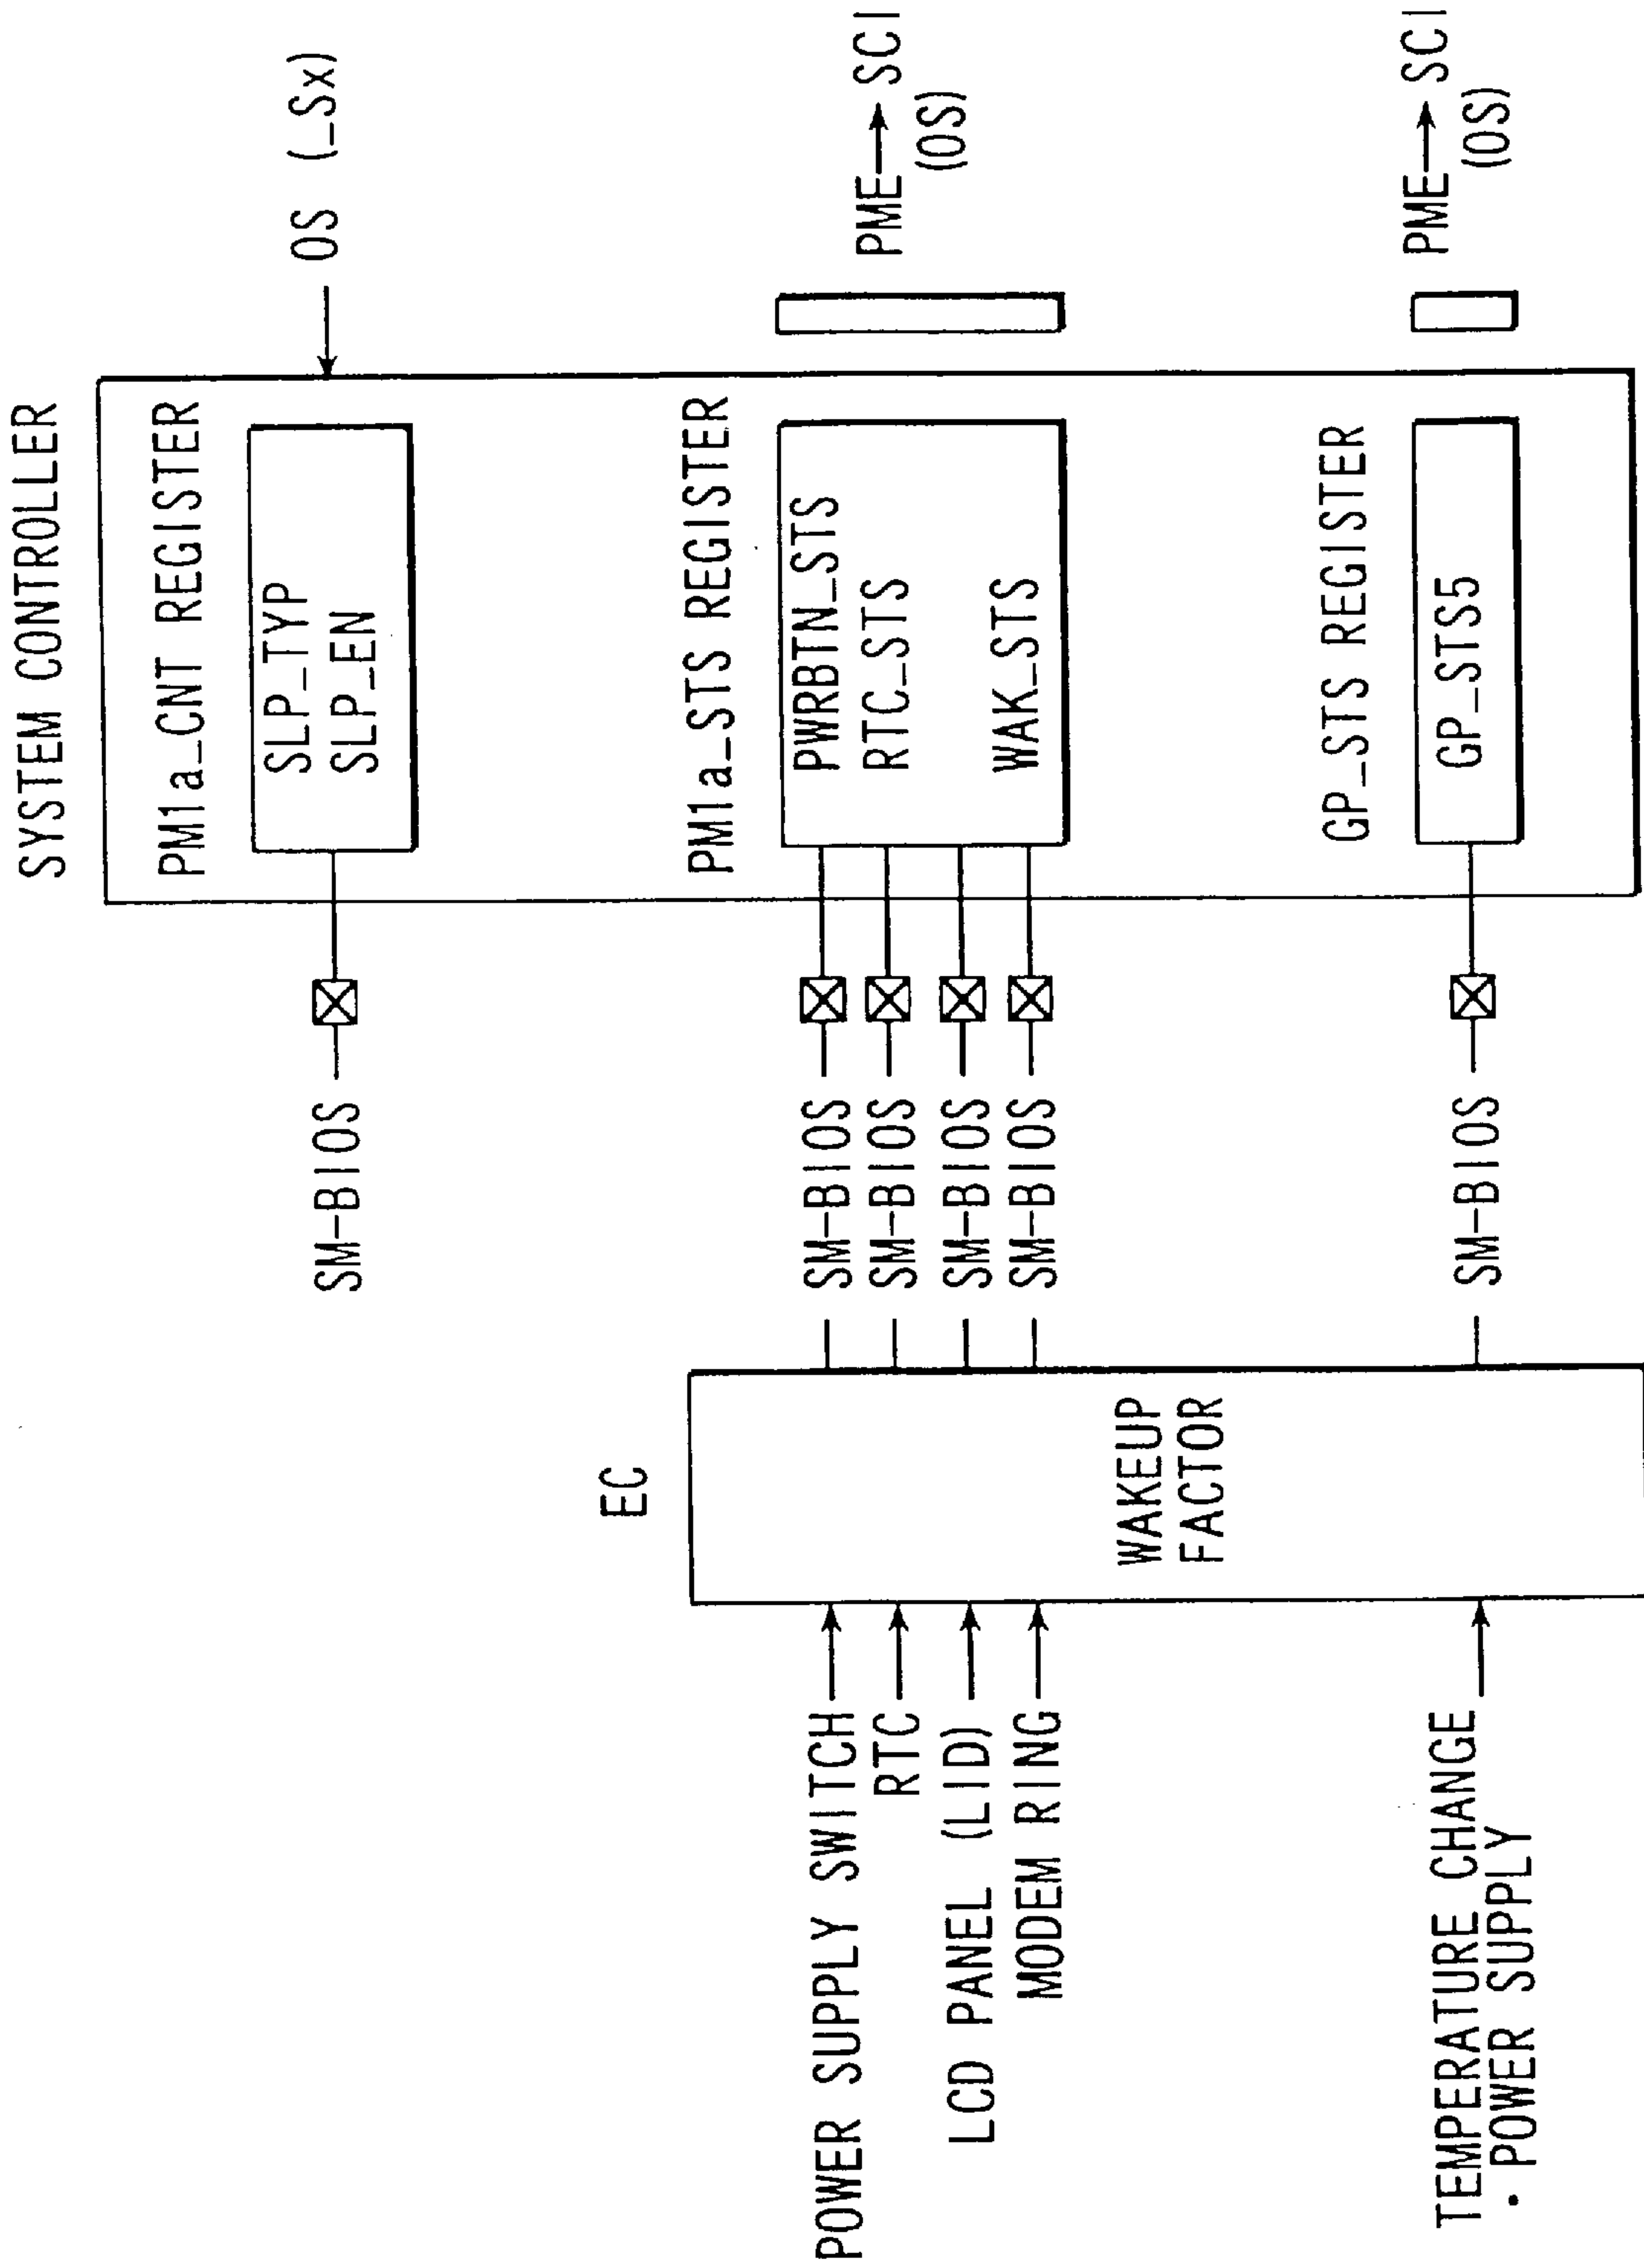 SYSTEM CONTROLLER
PM1a_CNT REGISTER
SLP_TYP
SLP_EN
SM-BIOS
OS (_Sx)
EC
PM1a_STS REGISTER
POWER SUPPLY SWITCH
SM-BIOS
PWRBTN_STS
RTC
SM-BIOS
RTC_STS
LCD PANEL (LID)
SM-BIOS
MODEM RING
SM-BIOS
WAK_STS
PME → SCI
(OS)
WAKEUP
FACTOR
GP_STS REGISTER
TEMPERATURE CHANGE
· POWER SUPPLY
SM-BIOS
GP_STS5
PME → SCI
(OS)